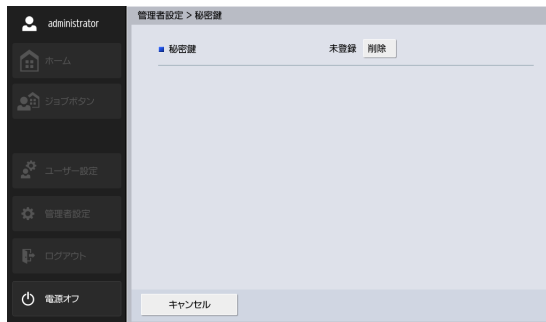 administrator
ホーム
ジョブボタン
ユーザー設定
管理者設定
ログアウト
電源オフ
管理者設定 > 秘密鍵
秘密鍵 未登録 削除
キャンセル